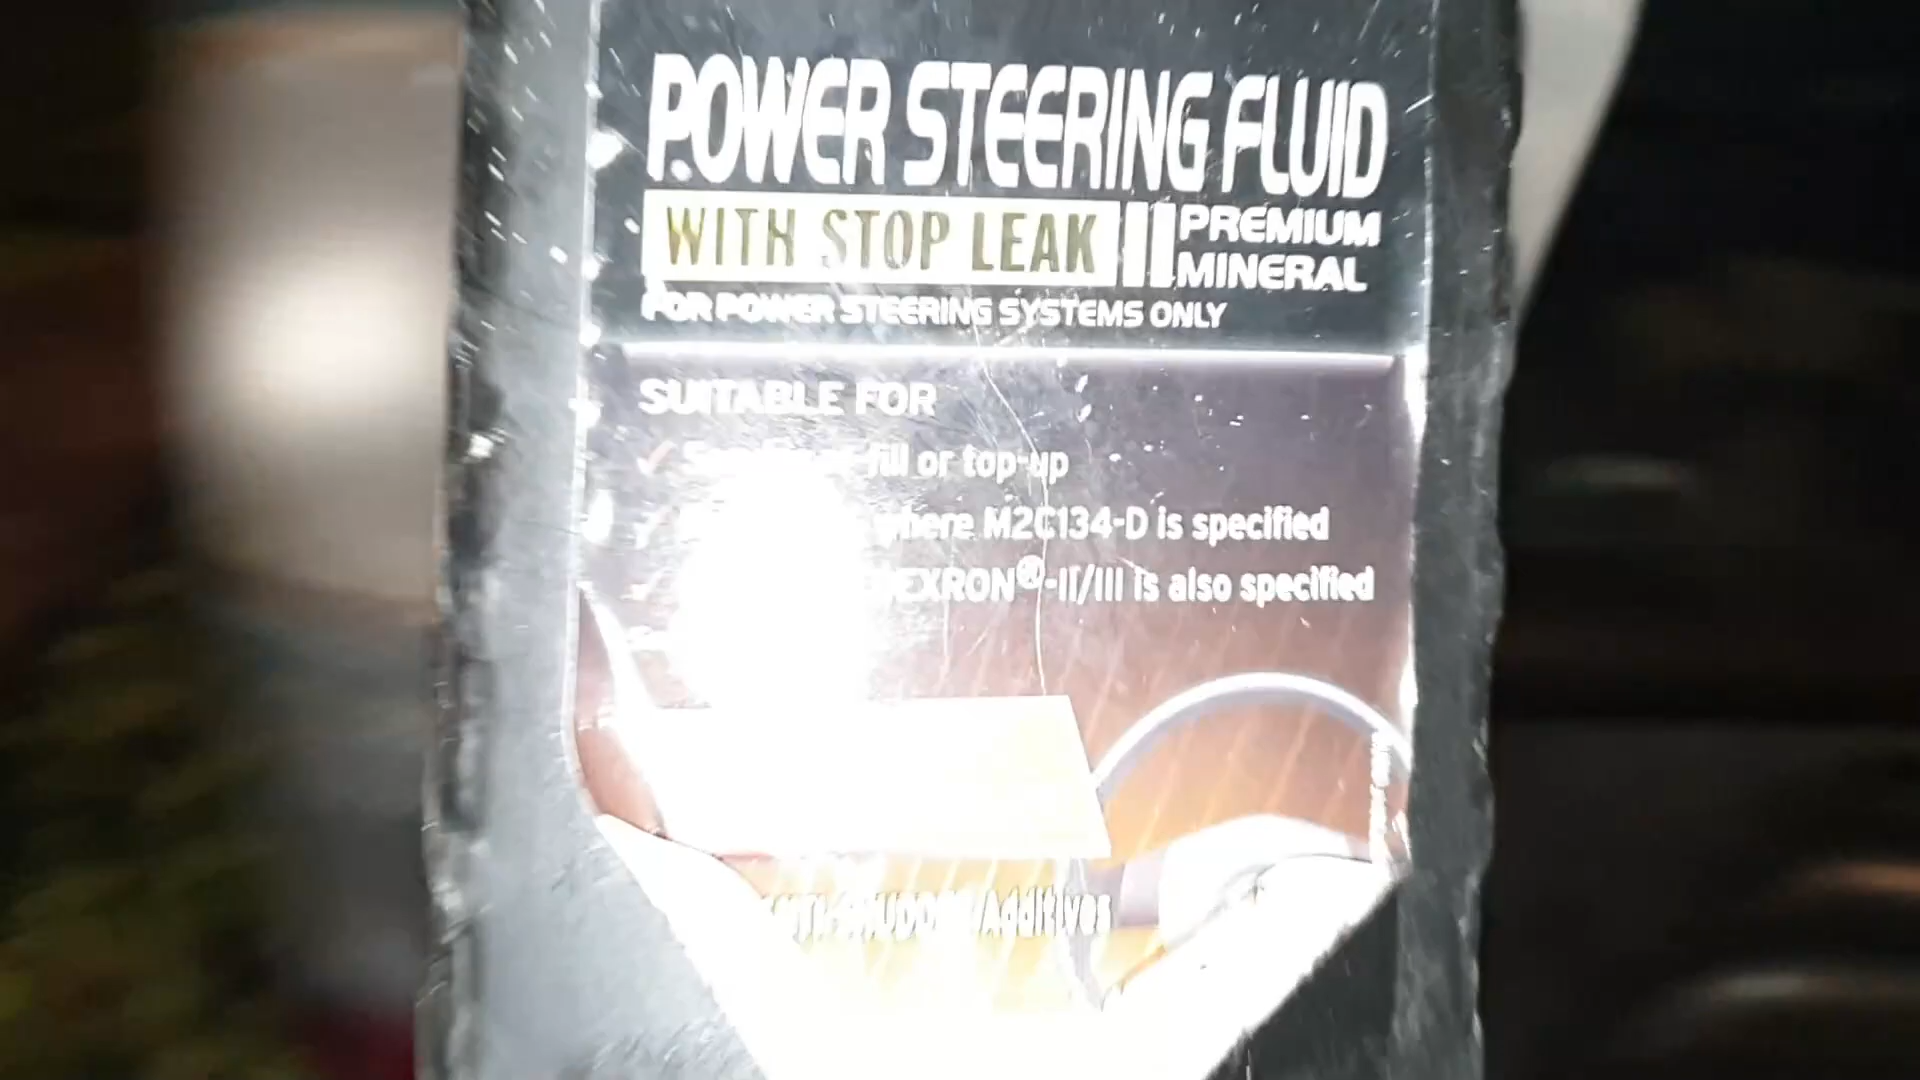 POWER STEERING FLUID
WITH STOP LEAK
PREMIUM
MINERAL
FOR POWER STEERING SYSTEMS ONLY
SUITABLE FOR
fill or top-up
where M2C134-D is specified
DEXRON®-II/III is also specified
Additives